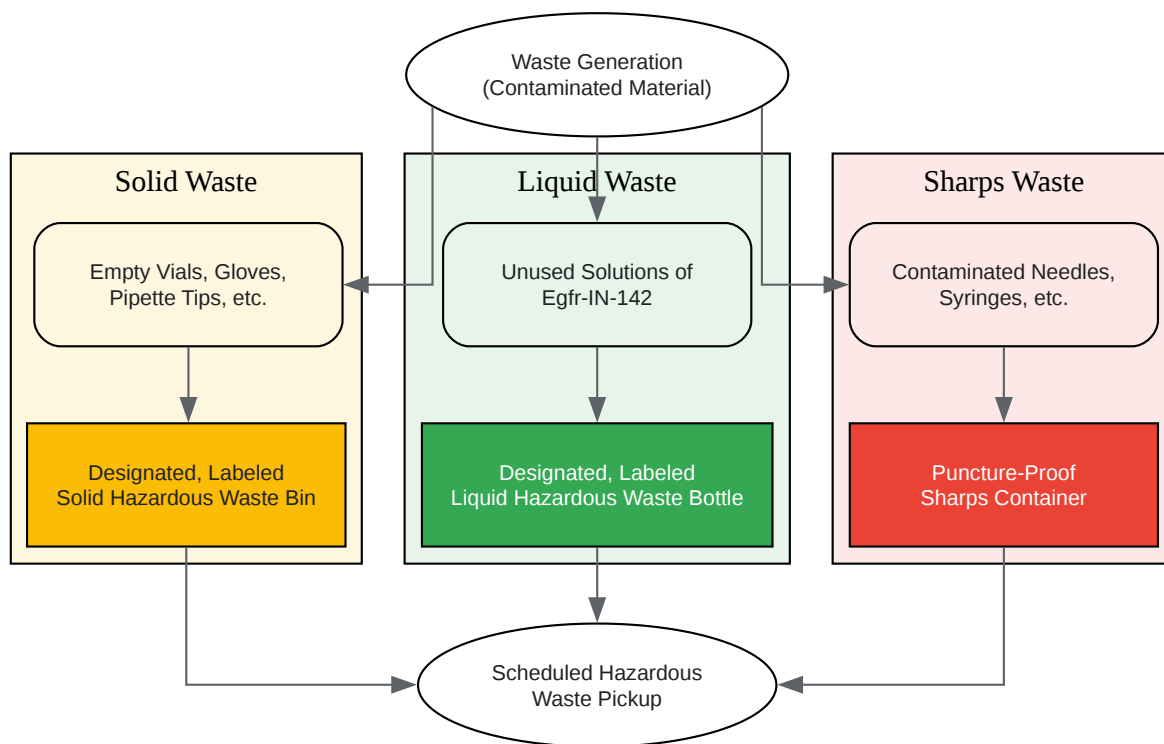 Waste Generation
(Contaminated Material)
Solid Waste
Empty Vials, Gloves,
Pipette Tips, etc.
Designated, Labeled
Solid Hazardous Waste Bin
Liquid Waste
Unused Solutions of
Egfr-IN-142
Designated, Labeled
Liquid Hazardous Waste Bottle
Sharps Waste
Contaminated Needles,
Syringes, etc.
Puncture-Proof
Sharps Container
Scheduled Hazardous
Waste Pickup